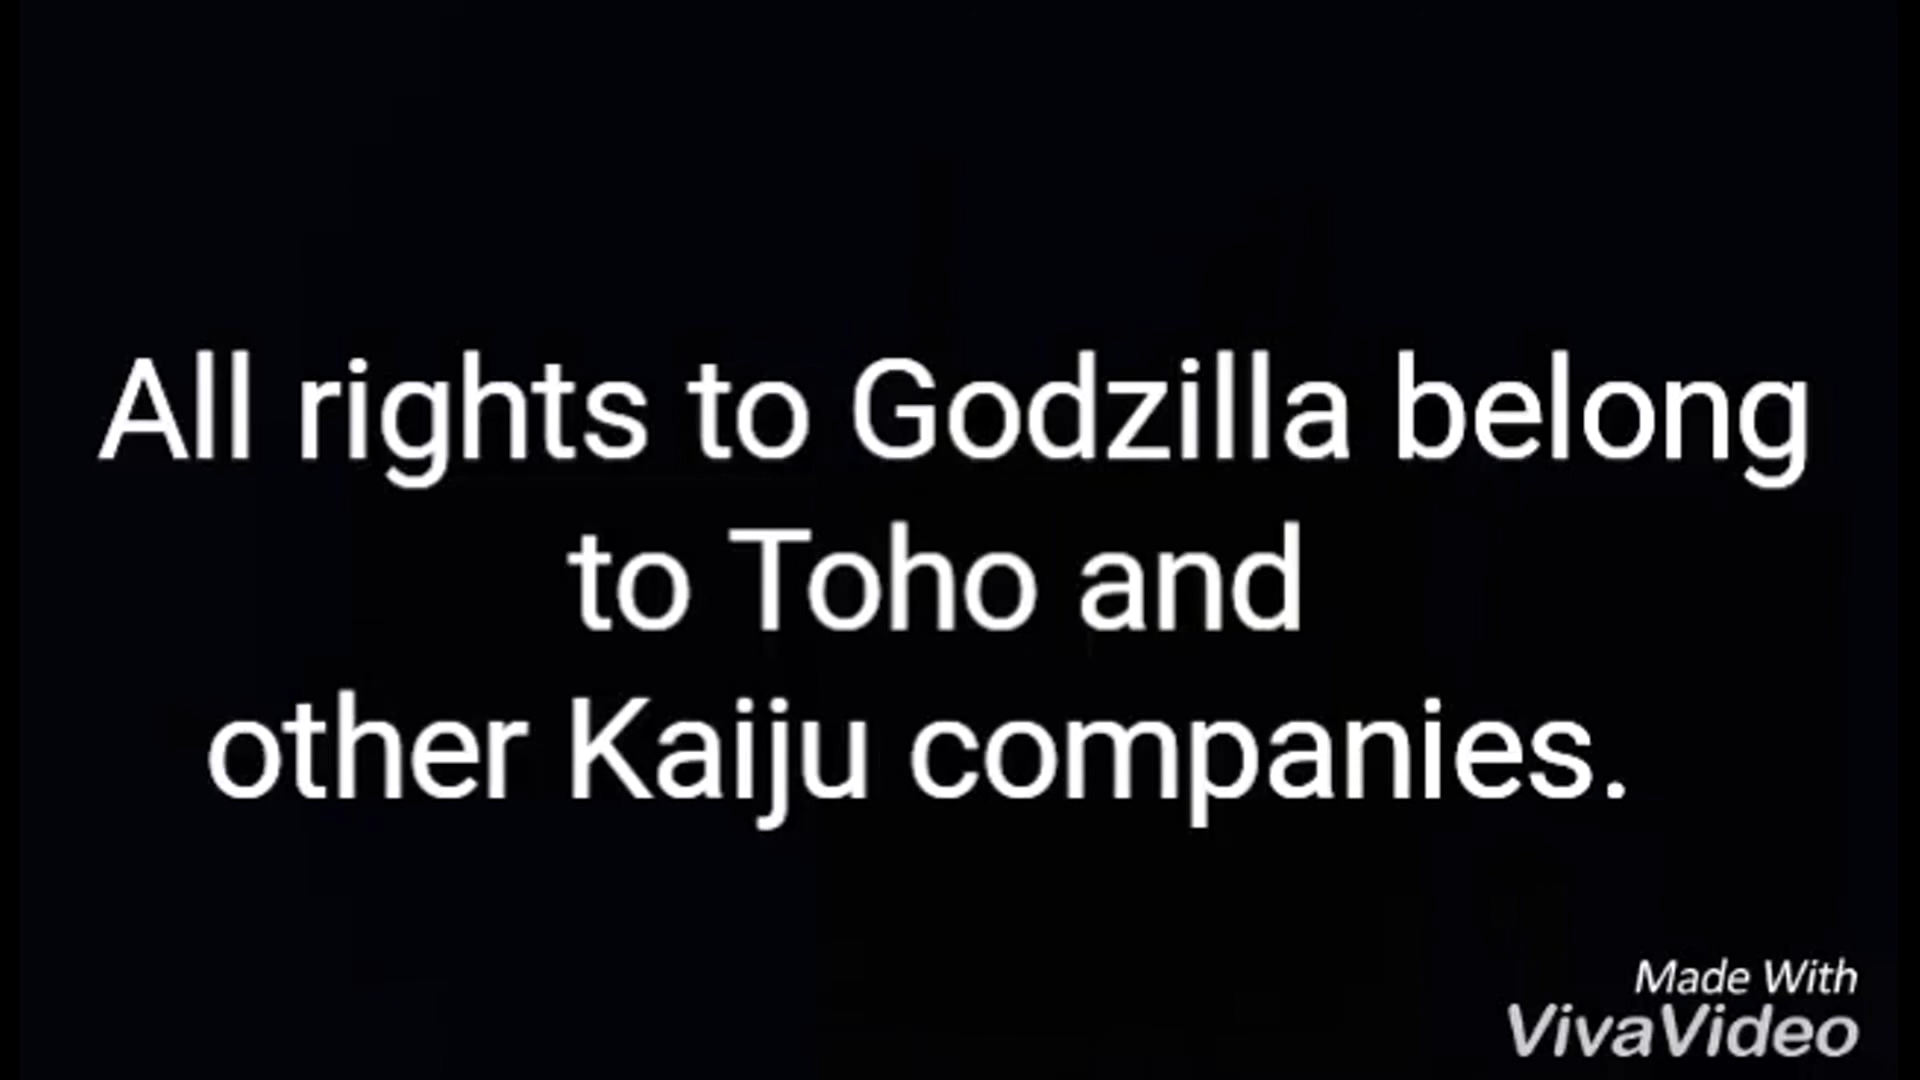 All rights to Godzilla belong
to Toho and
other Kaiju companies.
Made With
VivaVideo